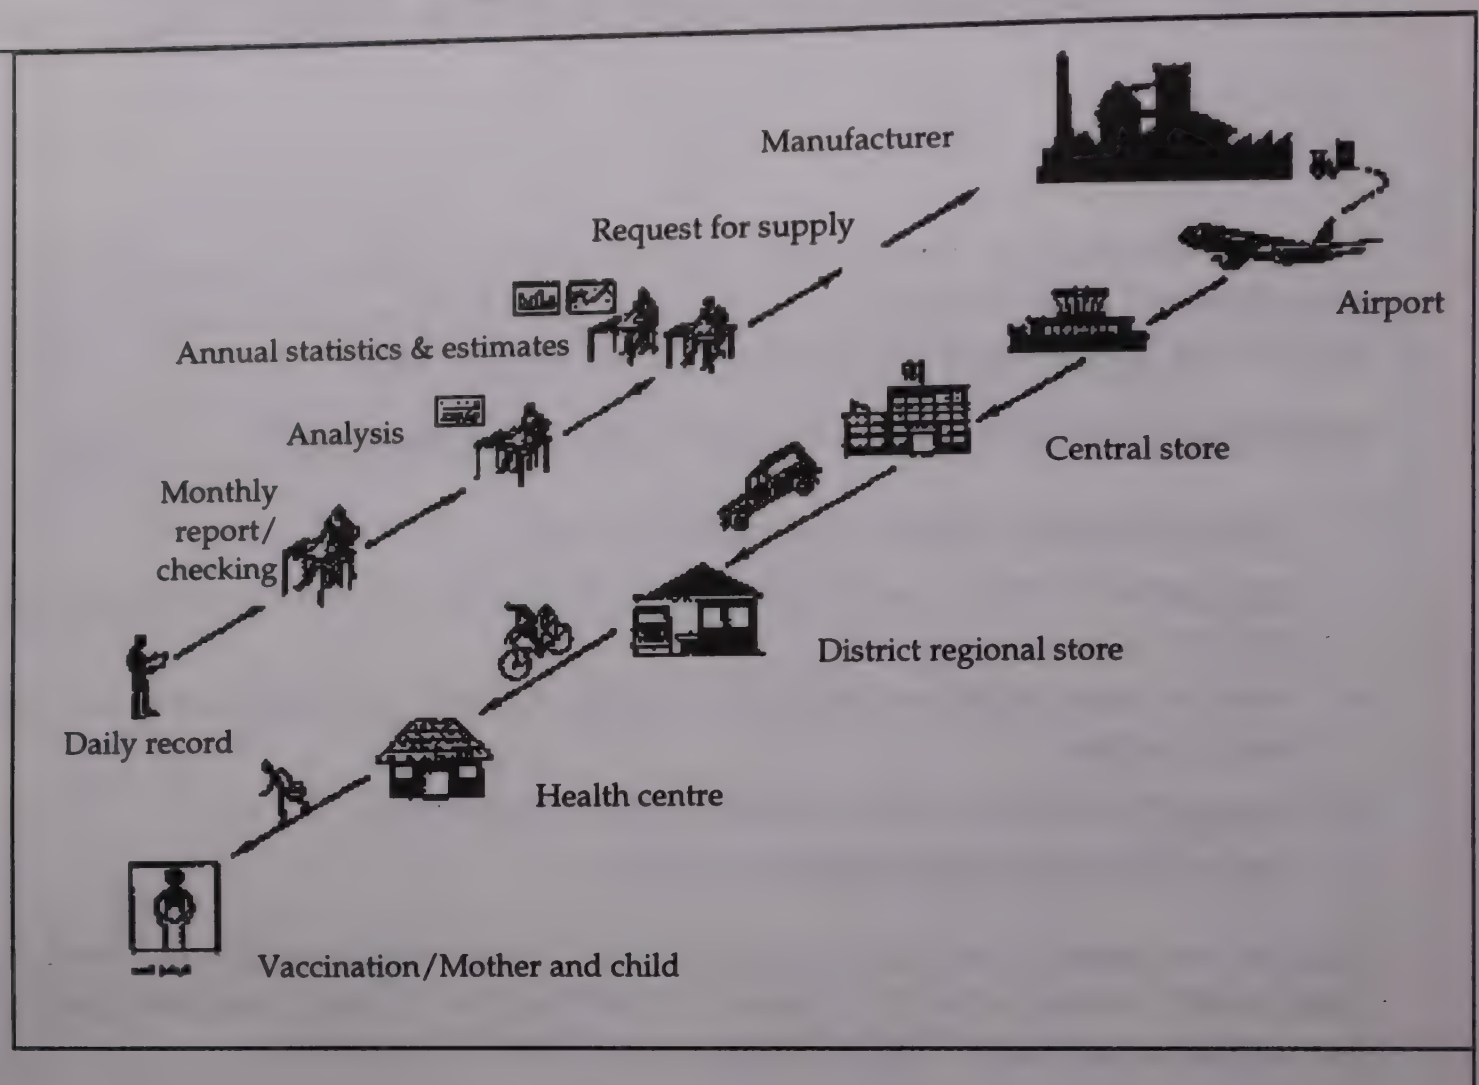 Manufacturer
Request for supply
Airport
Annual statistics & estimates
Analysis
Central store
Monthly
report/
checking
District regional store
Daily record
Health centre
Vaccination/Mother and child